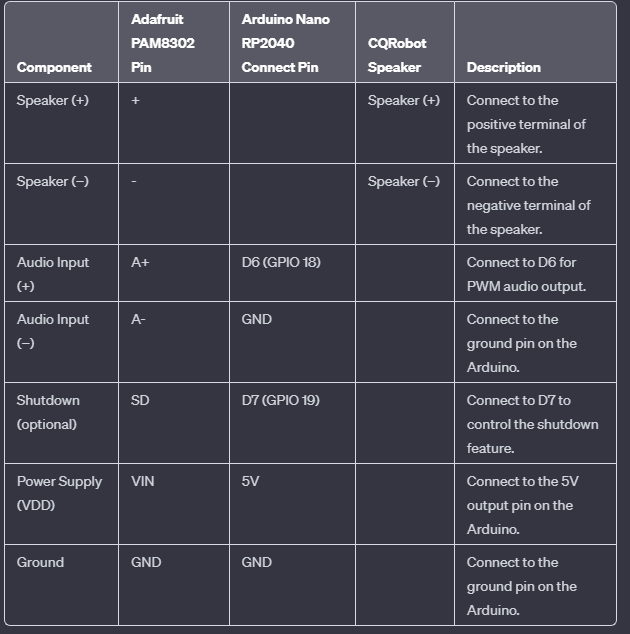 Component | Adafruit PAM8302 Pin | Arduino Nano RP2040 Connect Pin | CQRobot Speaker | Description
Speaker (+) | + | | Speaker (+) | Connect to the positive terminal of the speaker.
Speaker (–) | - | | Speaker (–) | Connect to the negative terminal of the speaker.
Audio Input (+) | A+ | D6 (GPIO 18) | | Connect to D6 for PWM audio output.
Audio Input (–) | A- | GND | | Connect to the ground pin on the Arduino.
Shutdown (optional) | SD | D7 (GPIO 19) | | Connect to D7 to control the shutdown feature.
Power Supply (VDD) | VIN | 5V | | Connect to the 5V output pin on the Arduino.
Ground | GND | GND | | Connect to the ground pin on the Arduino.